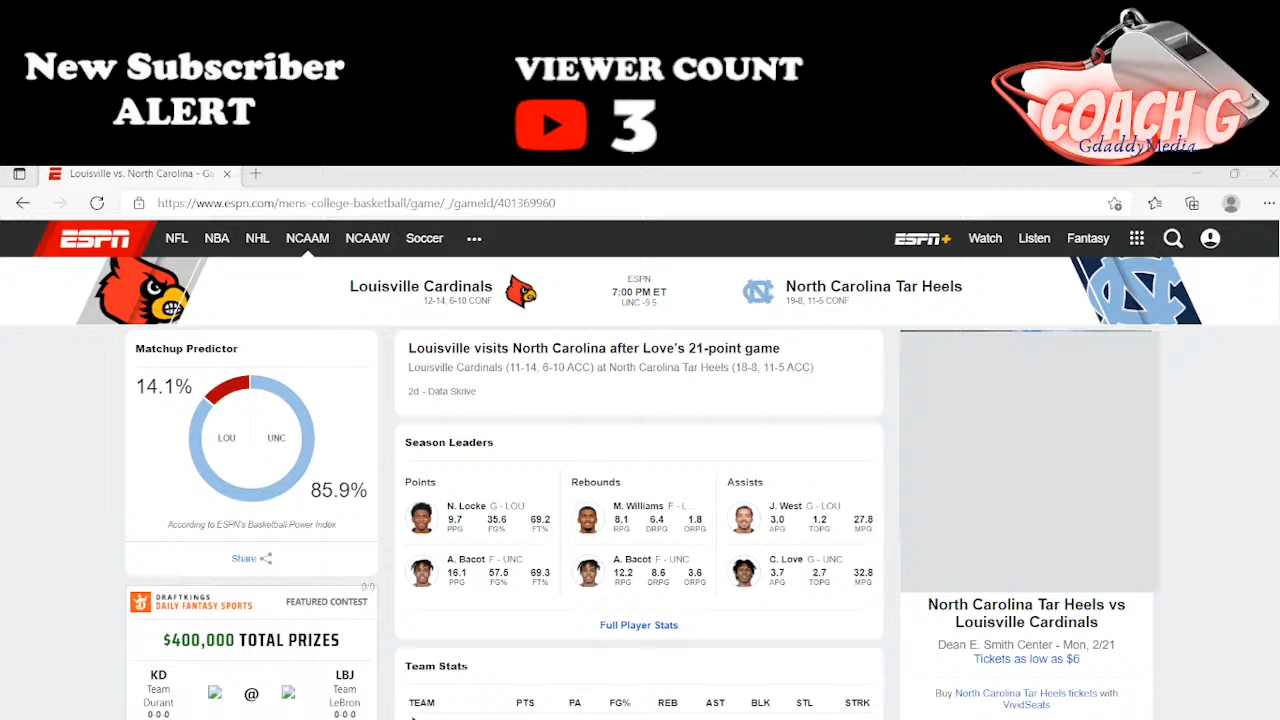 New Subscriber
ALERT
VIEWER COUNT
3
COACH G
GdaddyMedia
Louisville vs. North Carolina - Ga
https://www.espn.com/mens-college-basketball/game/_/gameId/401369960
ESPN
NFL NBA NHL NCAAM NCAAW Soccer ...
ESPN+ Watch Listen Fantasy
Louisville Cardinals
12-14, 6-10 CONF
ESPN
7:00 PM ET
UNC -9.5
North Carolina Tar Heels
19-8, 11-5 CONF
Matchup Predictor
14.1%
LOU UNC
85.9%
According to ESPN's Basketball Power Index
Share
0/0
DRAFTKINGS
DAILY FANTASY SPORTS
FEATURED CONTEST
$400,000 TOTAL PRIZES
KD
Team
Durant
0-0-0
@
LBJ
Team
LeBron
0-0-0
Louisville visits North Carolina after Love's 21-point game
Louisville Cardinals (11-14, 6-10 ACC) at North Carolina Tar Heels (18-8, 11-5 ACC)
2d - Data Skrive
Season Leaders
Points Rebounds Assists
N. Locke G - LOU
9.7 35.6 69.2
PPG FG% FT%
M. Williams F - L...
8.1 6.4 1.8
RPG DRPG ORPG
J. West G - LOU
3.0 1.2 27.8
APG TOPG MPG
A. Bacot F - UNC
16.1 57.5 69.3
PPG FG% FT%
A. Bacot F - UNC
12.2 8.6 3.6
RPG DRPG ORPG
C. Love G - UNC
3.7 2.7 32.8
APG TOPG MPG
Full Player Stats
Team Stats
TEAM PTS PA FG% REB AST BLK STL STRK
North Carolina Tar Heels vs
Louisville Cardinals
Dean E. Smith Center - Mon, 2/21
Tickets as low as $6
Buy North Carolina Tar Heels tickets with
VividSeats